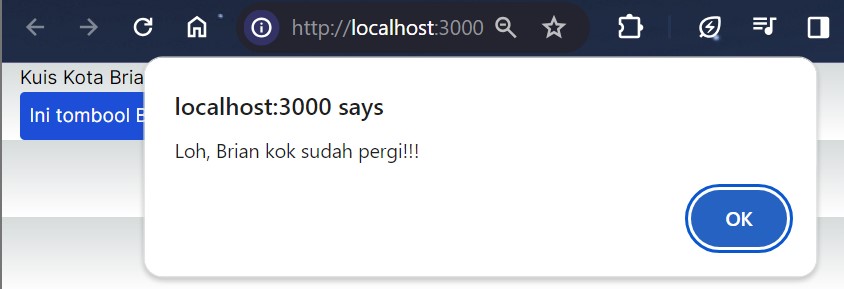 http://localhost:3000
Kuis Kota Bria
Ini tombool B
localhost:3000 says
Loh, Brian kok sudah pergi!!!
OK